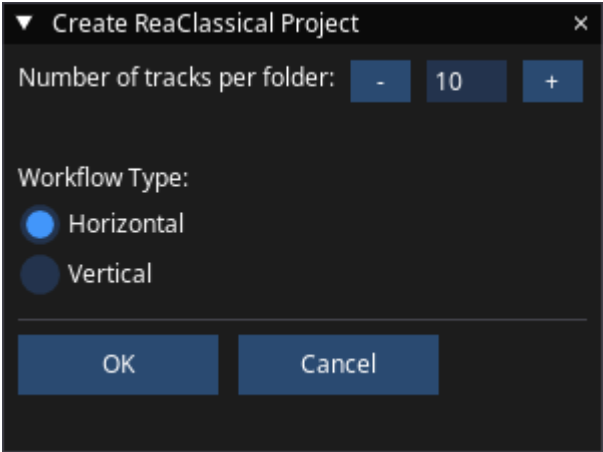 ▼ Create ReaClassical Project ×
Number of tracks per folder: - 10 +
Workflow Type:
Horizontal
Vertical
OK Cancel